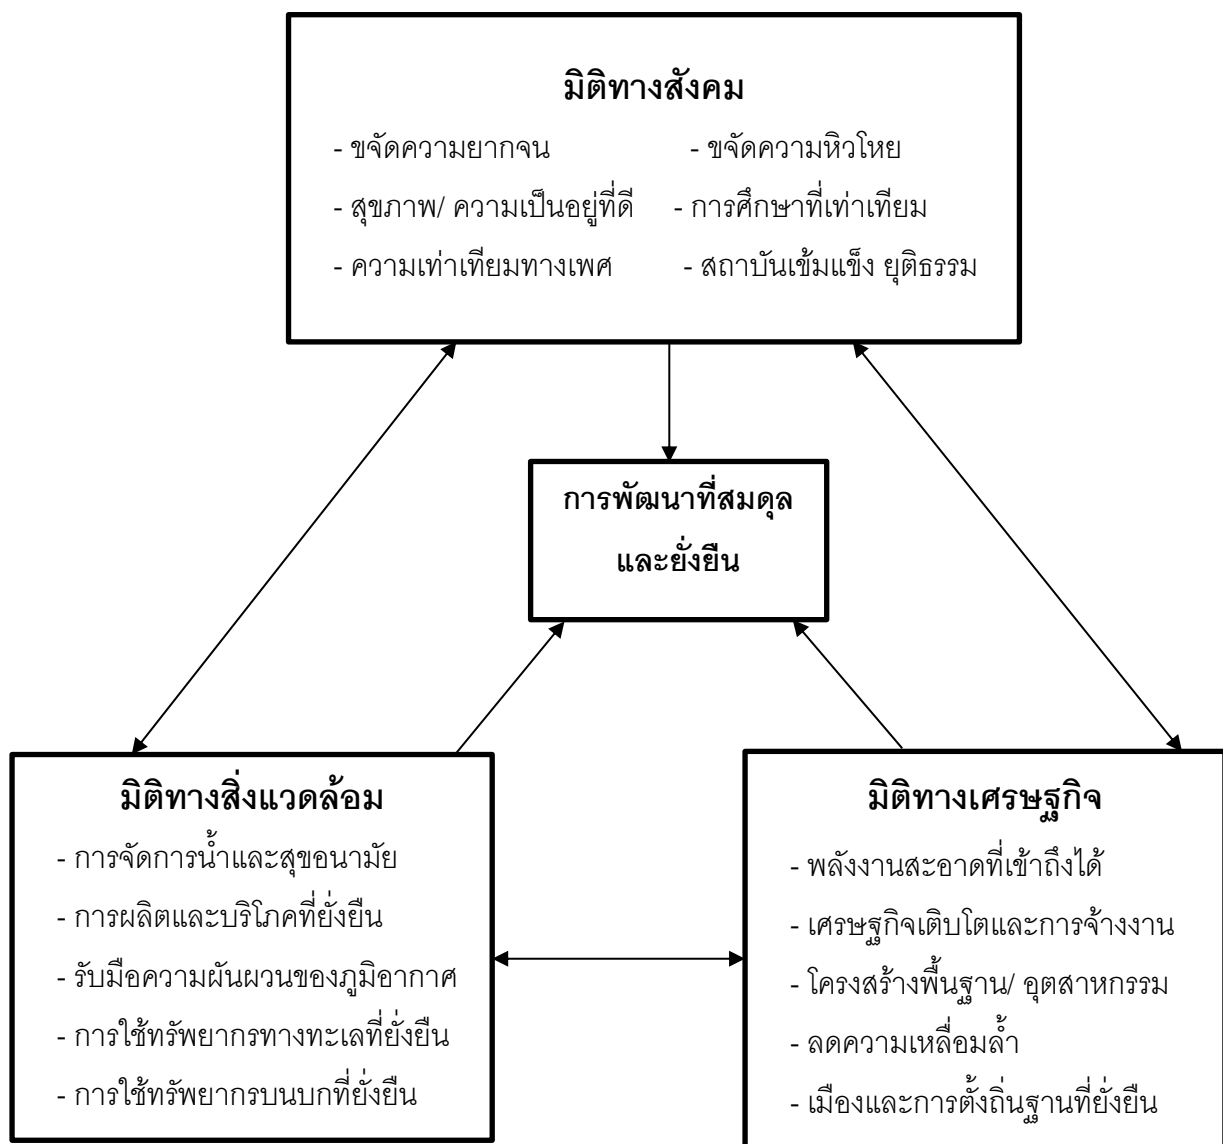 มิติทางสังคม
- ขจัดความยากจน - ขจัดความหิวโหย
- สุขภาพ/ ความเป็นอยู่ที่ดี - การศึกษาที่เท่าเทียม
- ความเท่าเทียมทางเพศ - สถาบันเข้มแข็ง ยุติธรรม
การพัฒนาที่สมดุล
และยั่งยืน
มิติทางสิ่งแวดล้อม
- การจัดการน้ำและสุขอนามัย
- การผลิตและบริโภคที่ยั่งยืน
- รับมือความผันผวนของภูมิอากาศ
- การใช้ทรัพยากรทางทะเลที่ยั่งยืน
- การใช้ทรัพยากรบนบกที่ยั่งยืน
มิติทางเศรษฐกิจ
- พลังงานสะอาดที่เข้าถึงได้
- เศรษฐกิจเติบโตและการจ้างงาน
- โครงสร้างพื้นฐาน/ อุตสาหกรรม
- ลดความเหลื่อมล้ำ
- เมืองและการตั้งถิ่นฐานที่ยั่งยืน